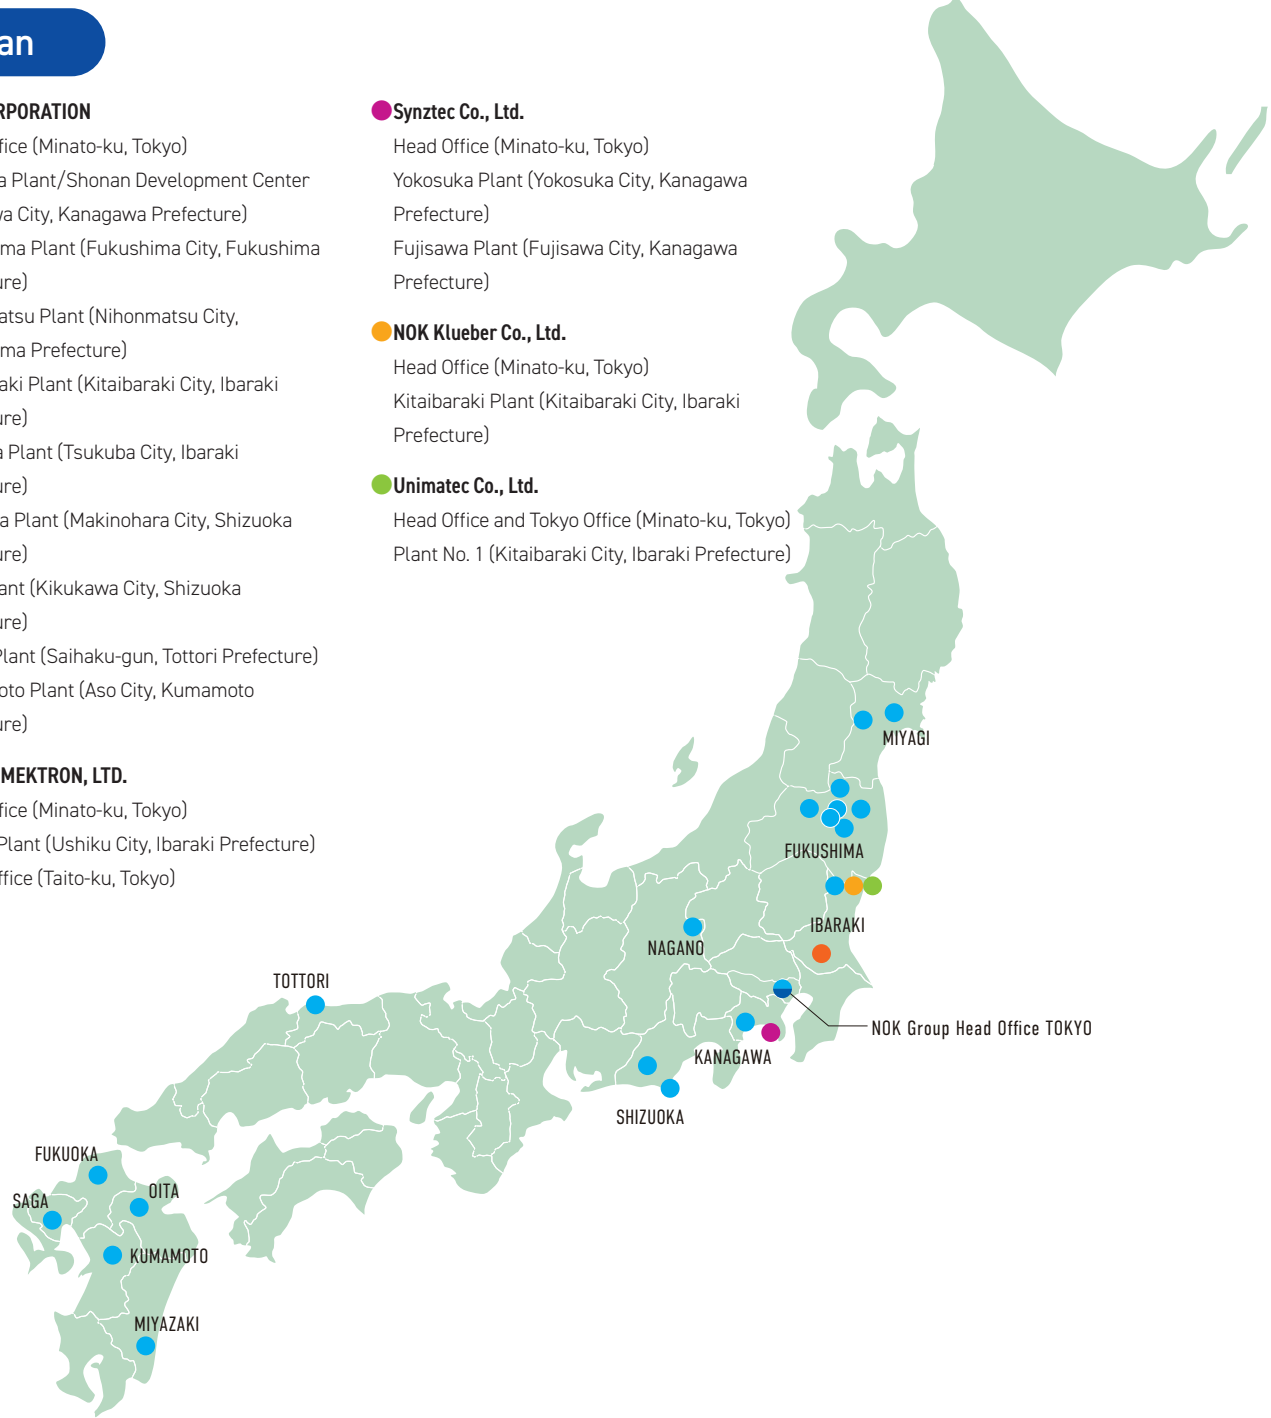 an
RPORATION
fice (Minato-ku, Tokyo)
a Plant/Shonan Development Center
va City, Kanagawa Prefecture)
ma Plant (Fukushima City, Fukushima
ure)
atsu Plant (Nihonmatsu City,
ma Prefecture)
aki Plant (Kitaibaraki City, Ibaraki
ure)
a Plant (Tsukuba City, Ibaraki
ure)
a Plant (Makinohara City, Shizuoka
ure)
ant (Kikukawa City, Shizuoka
ure)
Plant (Saihaku-gun, Tottori Prefecture)
oto Plant (Aso City, Kumamoto
ure)
MEKTRON, LTD.
fice (Minato-ku, Tokyo)
Plant (Ushiku City, Ibaraki Prefecture)
ffice (Taito-ku, Tokyo)
Synztec Co., Ltd.
Head Office (Minato-ku, Tokyo)
Yokosuka Plant (Yokosuka City, Kanagawa
Prefecture)
Fujisawa Plant (Fujisawa City, Kanagawa
Prefecture)
NOK Klueber Co., Ltd.
Head Office (Minato-ku, Tokyo)
Kitaibaraki Plant (Kitaibaraki City, Ibaraki
Prefecture)
Unimatec Co., Ltd.
Head Office and Tokyo Office (Minato-ku, Tokyo)
Plant No. 1 (Kitaibaraki City, Ibaraki Prefecture)
MIYAGI
FUKUSHIMA
IBARAKI
NAGANO
TOTTORI
NOK Group Head Office TOKYO
KANAGAWA
SHIZUOKA
FUKUOKA
OITA
SAGA
KUMAMOTO
MIYAZAKI